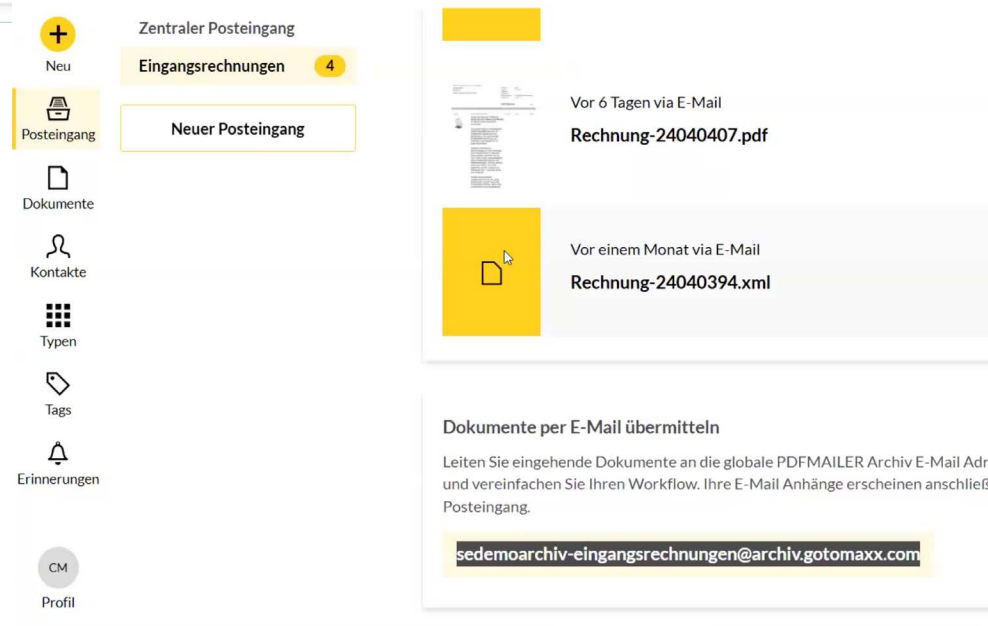 Neu
Posteingang
Dokumente
Kontakte
Typen
Tags
Erinnerungen
CM
Profil
Zentraler Posteingang
Eingangsrechnungen 4
Neuer Posteingang
Vor 6 Tagen via E-Mail
Rechnung-24040407.pdf
Vor einem Monat via E-Mail
Rechnung-24040394.xml
Dokumente per E-Mail übermitteln
Leiten Sie eingehende Dokumente an die globale PDFMAILER Archiv E-Mail Adr
und vereinfachen Sie Ihren Workflow. Ihre E-Mail Anhänge erscheinen anschließ
Posteingang.
sedemoarchiv-eingangsrechnungen@archiv.gotomaxx.com